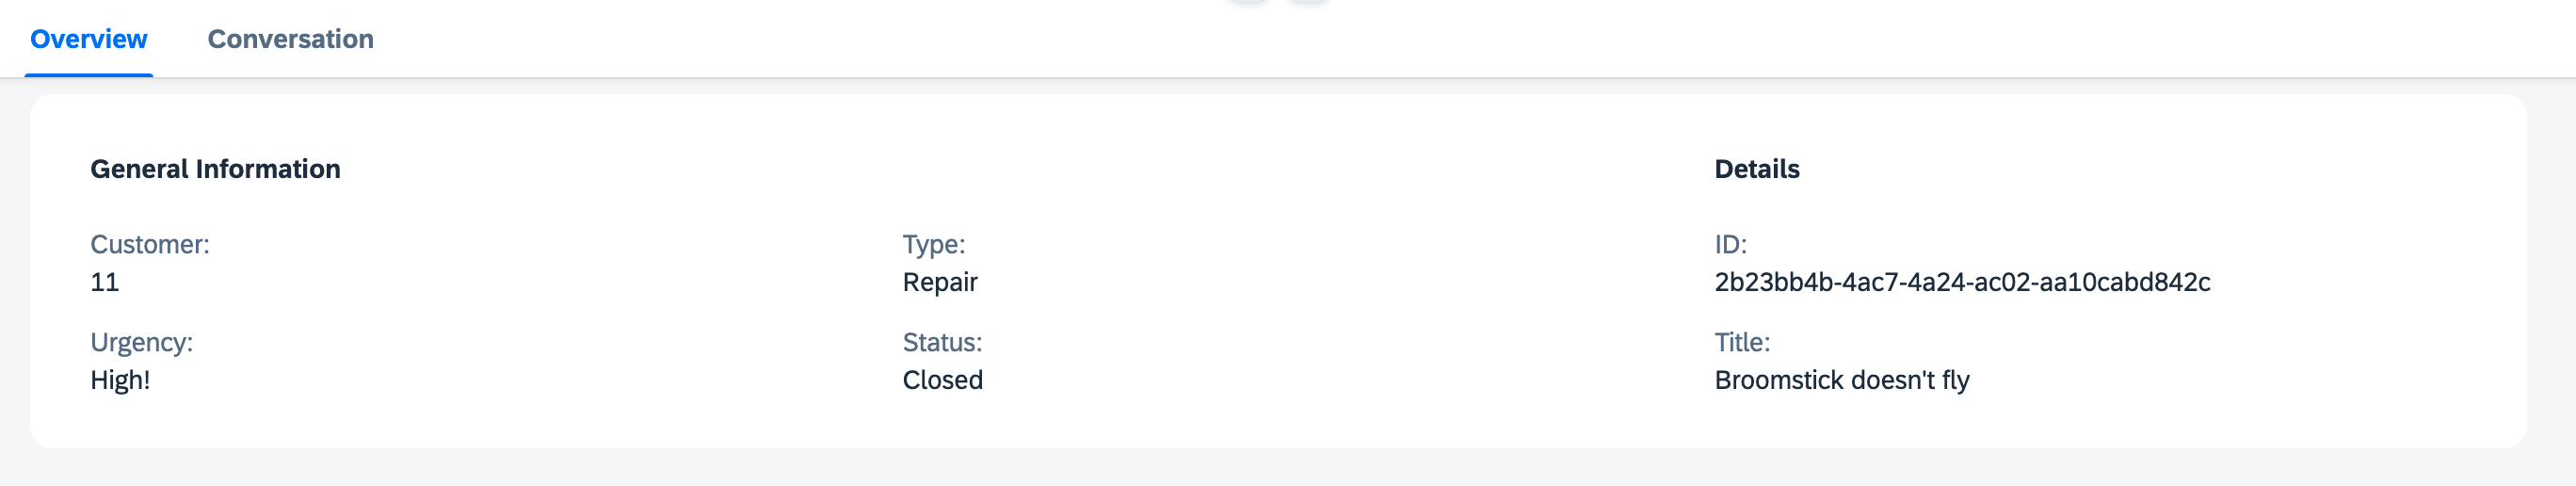 Overview Conversation
General Information
Customer:
11
Urgency:
High!
Type:
Repair
Status:
Closed
Details
ID:
2b23bb4b-4ac7-4a24-ac02-aa10cabd842c
Title:
Broomstick doesn't fly